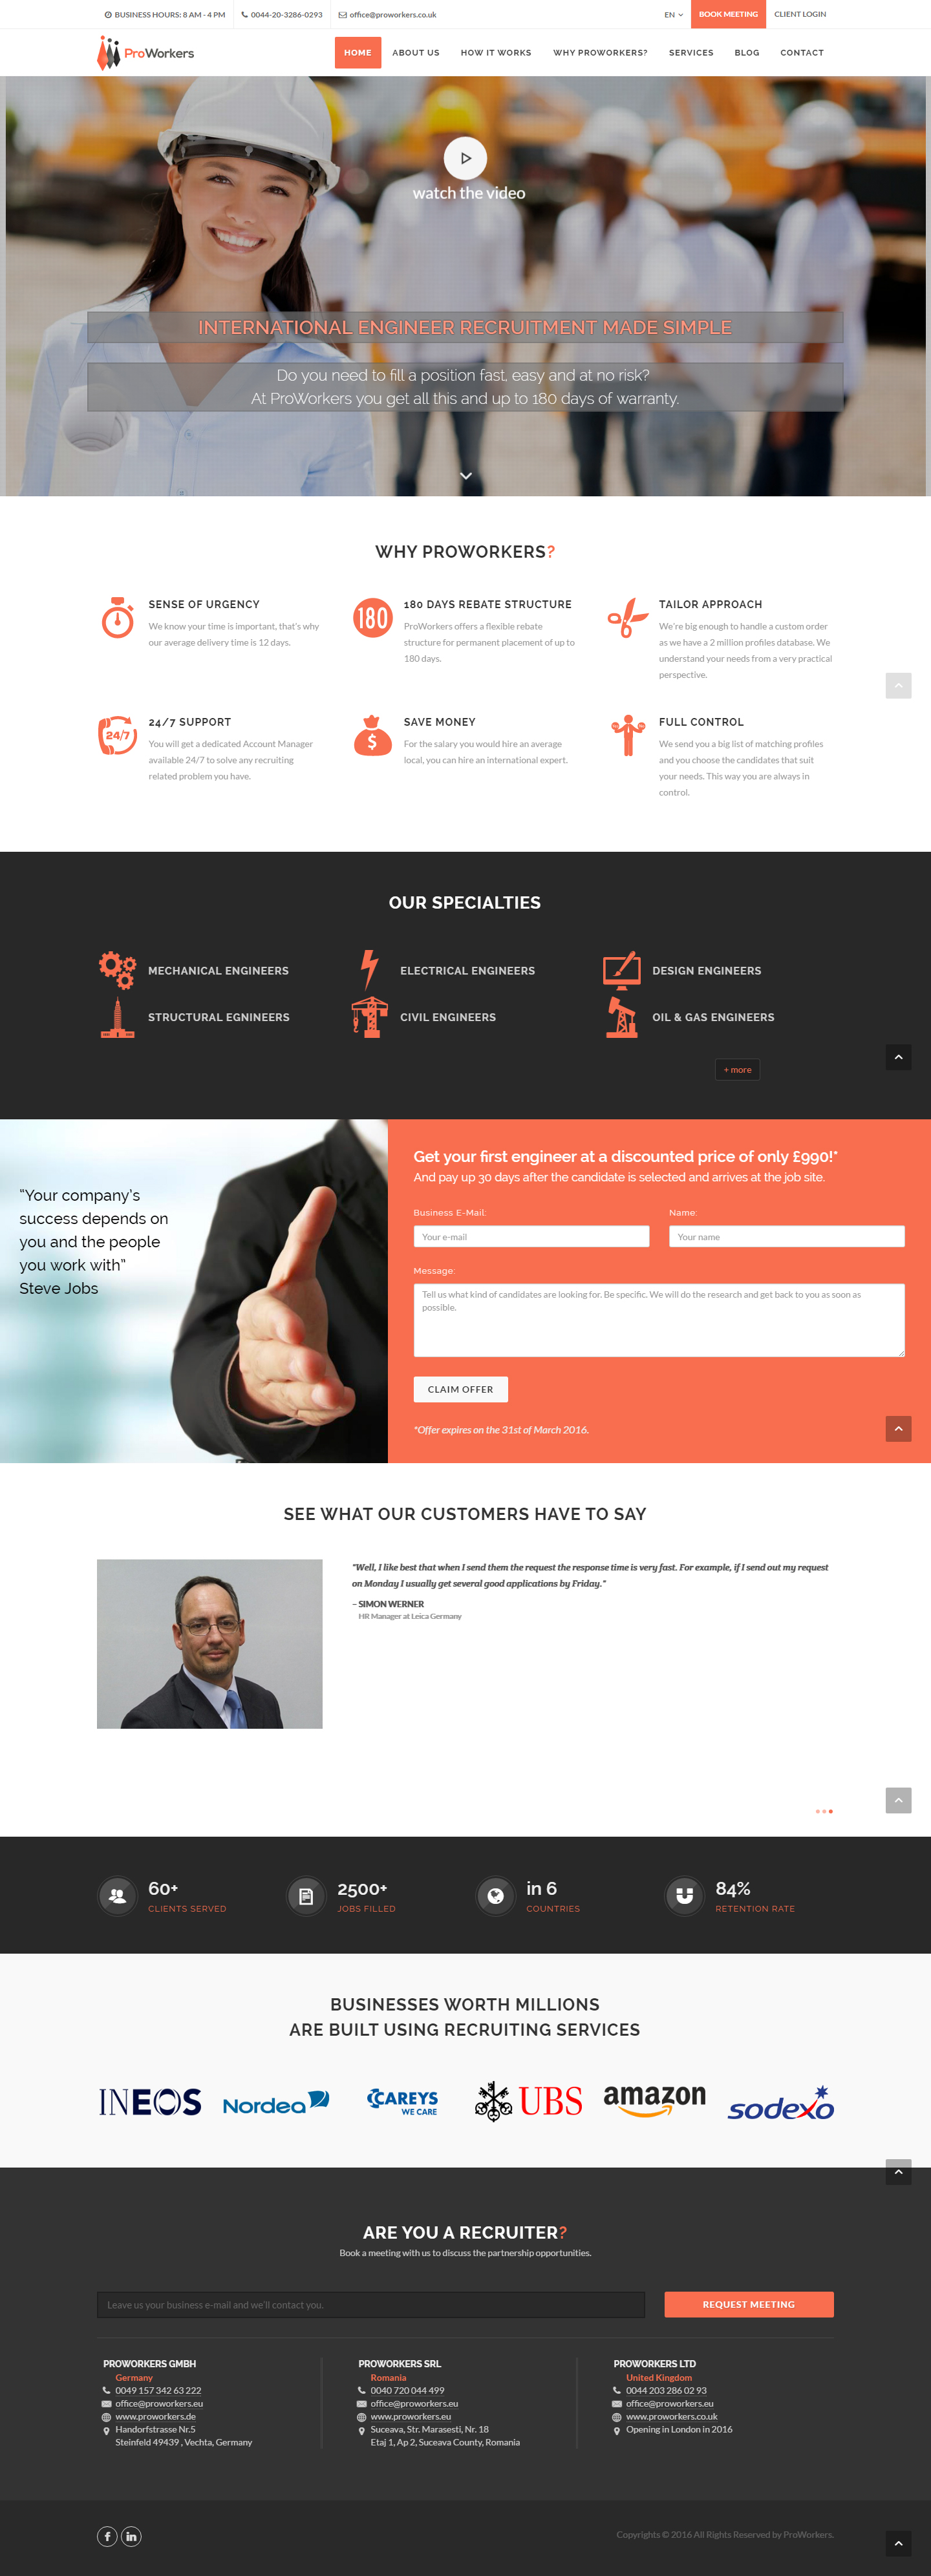 BUSINESS HOURS: 8 AM - 4 PM
0044-20-3286-0293
office@proworkers.co.uk
EN
BOOK MEETING
CLIENT LOGIN
ProWorkers
HOME
ABOUT US
HOW IT WORKS
WHY PROWORKERS?
SERVICES
BLOG
CONTACT
watch the video
INTERNATIONAL ENGINEER RECRUITMENT MADE SIMPLE
Do you need to fill a position fast, easy and at no risk?
At ProWorkers you get all this and up to 180 days of warranty.
WHY PROWORKERS?
SENSE OF URGENCY
We know your time is important, that's why
our average delivery time is 12 days.
180
180 DAYS REBATE STRUCTURE
ProWorkers offers a flexible rebate
structure for permanent placement of up to
180 days.
TAILOR APPROACH
We're big enough to handle a custom order
as we have a 2 million profiles database. We
understand your needs from a very practical
perspective.
24/7
24/7 SUPPORT
You will get a dedicated Account Manager
available 24/7 to solve any recruiting
related problem you have.
$
SAVE MONEY
For the salary you would hire an average
local, you can hire an international expert.
FULL CONTROL
We send you a big list of matching profiles
and you choose the candidates that suit
your needs. This way you are always in
control.
OUR SPECIALTIES
MECHANICAL ENGINEERS
ELECTRICAL ENGINEERS
DESIGN ENGINEERS
STRUCTURAL EGNINEERS
CIVIL ENGINEERS
OIL & GAS ENGINEERS
+ more
"Your company's
success depends on
you and the people
you work with"
Steve Jobs
Get your first engineer at a discounted price of only £990!*
And pay up 30 days after the candidate is selected and arrives at the job site.
Business E-Mail:
Name:
Your e-mail
Your name
Message:
Tell us what kind of candidates are looking for. Be specific. We will do the research and get back to you as soon as
possible.
CLAIM OFFER
*Offer expires on the 31st of March 2016.
SEE WHAT OUR CUSTOMERS HAVE TO SAY
"Well, I like best that when I send them the request the response time is very fast. For example, if I send out my request
on Monday I usually get several good applications by Friday."
– SIMON WERNER
HR Manager at Leica Germany
60+
CLIENTS SERVED
2500+
JOBS FILLED
in 6
COUNTRIES
84%
RETENTION RATE
BUSINESSES WORTH MILLIONS
ARE BUILT USING RECRUITING SERVICES
INEOS
Nordea
CAREYS
WE CARE
UBS
amazon
sodexo
ARE YOU A RECRUITER?
Book a meeting with us to discuss the partnership opportunities.
Leave us your business e-mail and we'll contact you.
REQUEST MEETING
PROWORKERS GMBH
Germany
0049 157 342 63 222
office@proworkers.eu
www.proworkers.de
Handorfstrasse Nr.5
Steinfeld 49439 , Vechta, Germany
PROWORKERS SRL
Romania
0040 720 044 499
office@proworkers.eu
www.proworkers.eu
Suceava, Str. Marasesti, Nr. 18
Etaj 1, Ap 2, Suceava County, Romania
PROWORKERS LTD
United Kingdom
0044 203 286 02 93
office@proworkers.eu
www.proworkers.co.uk
Opening in London in 2016
Copyrights © 2016 All Rights Reserved by ProWorkers.